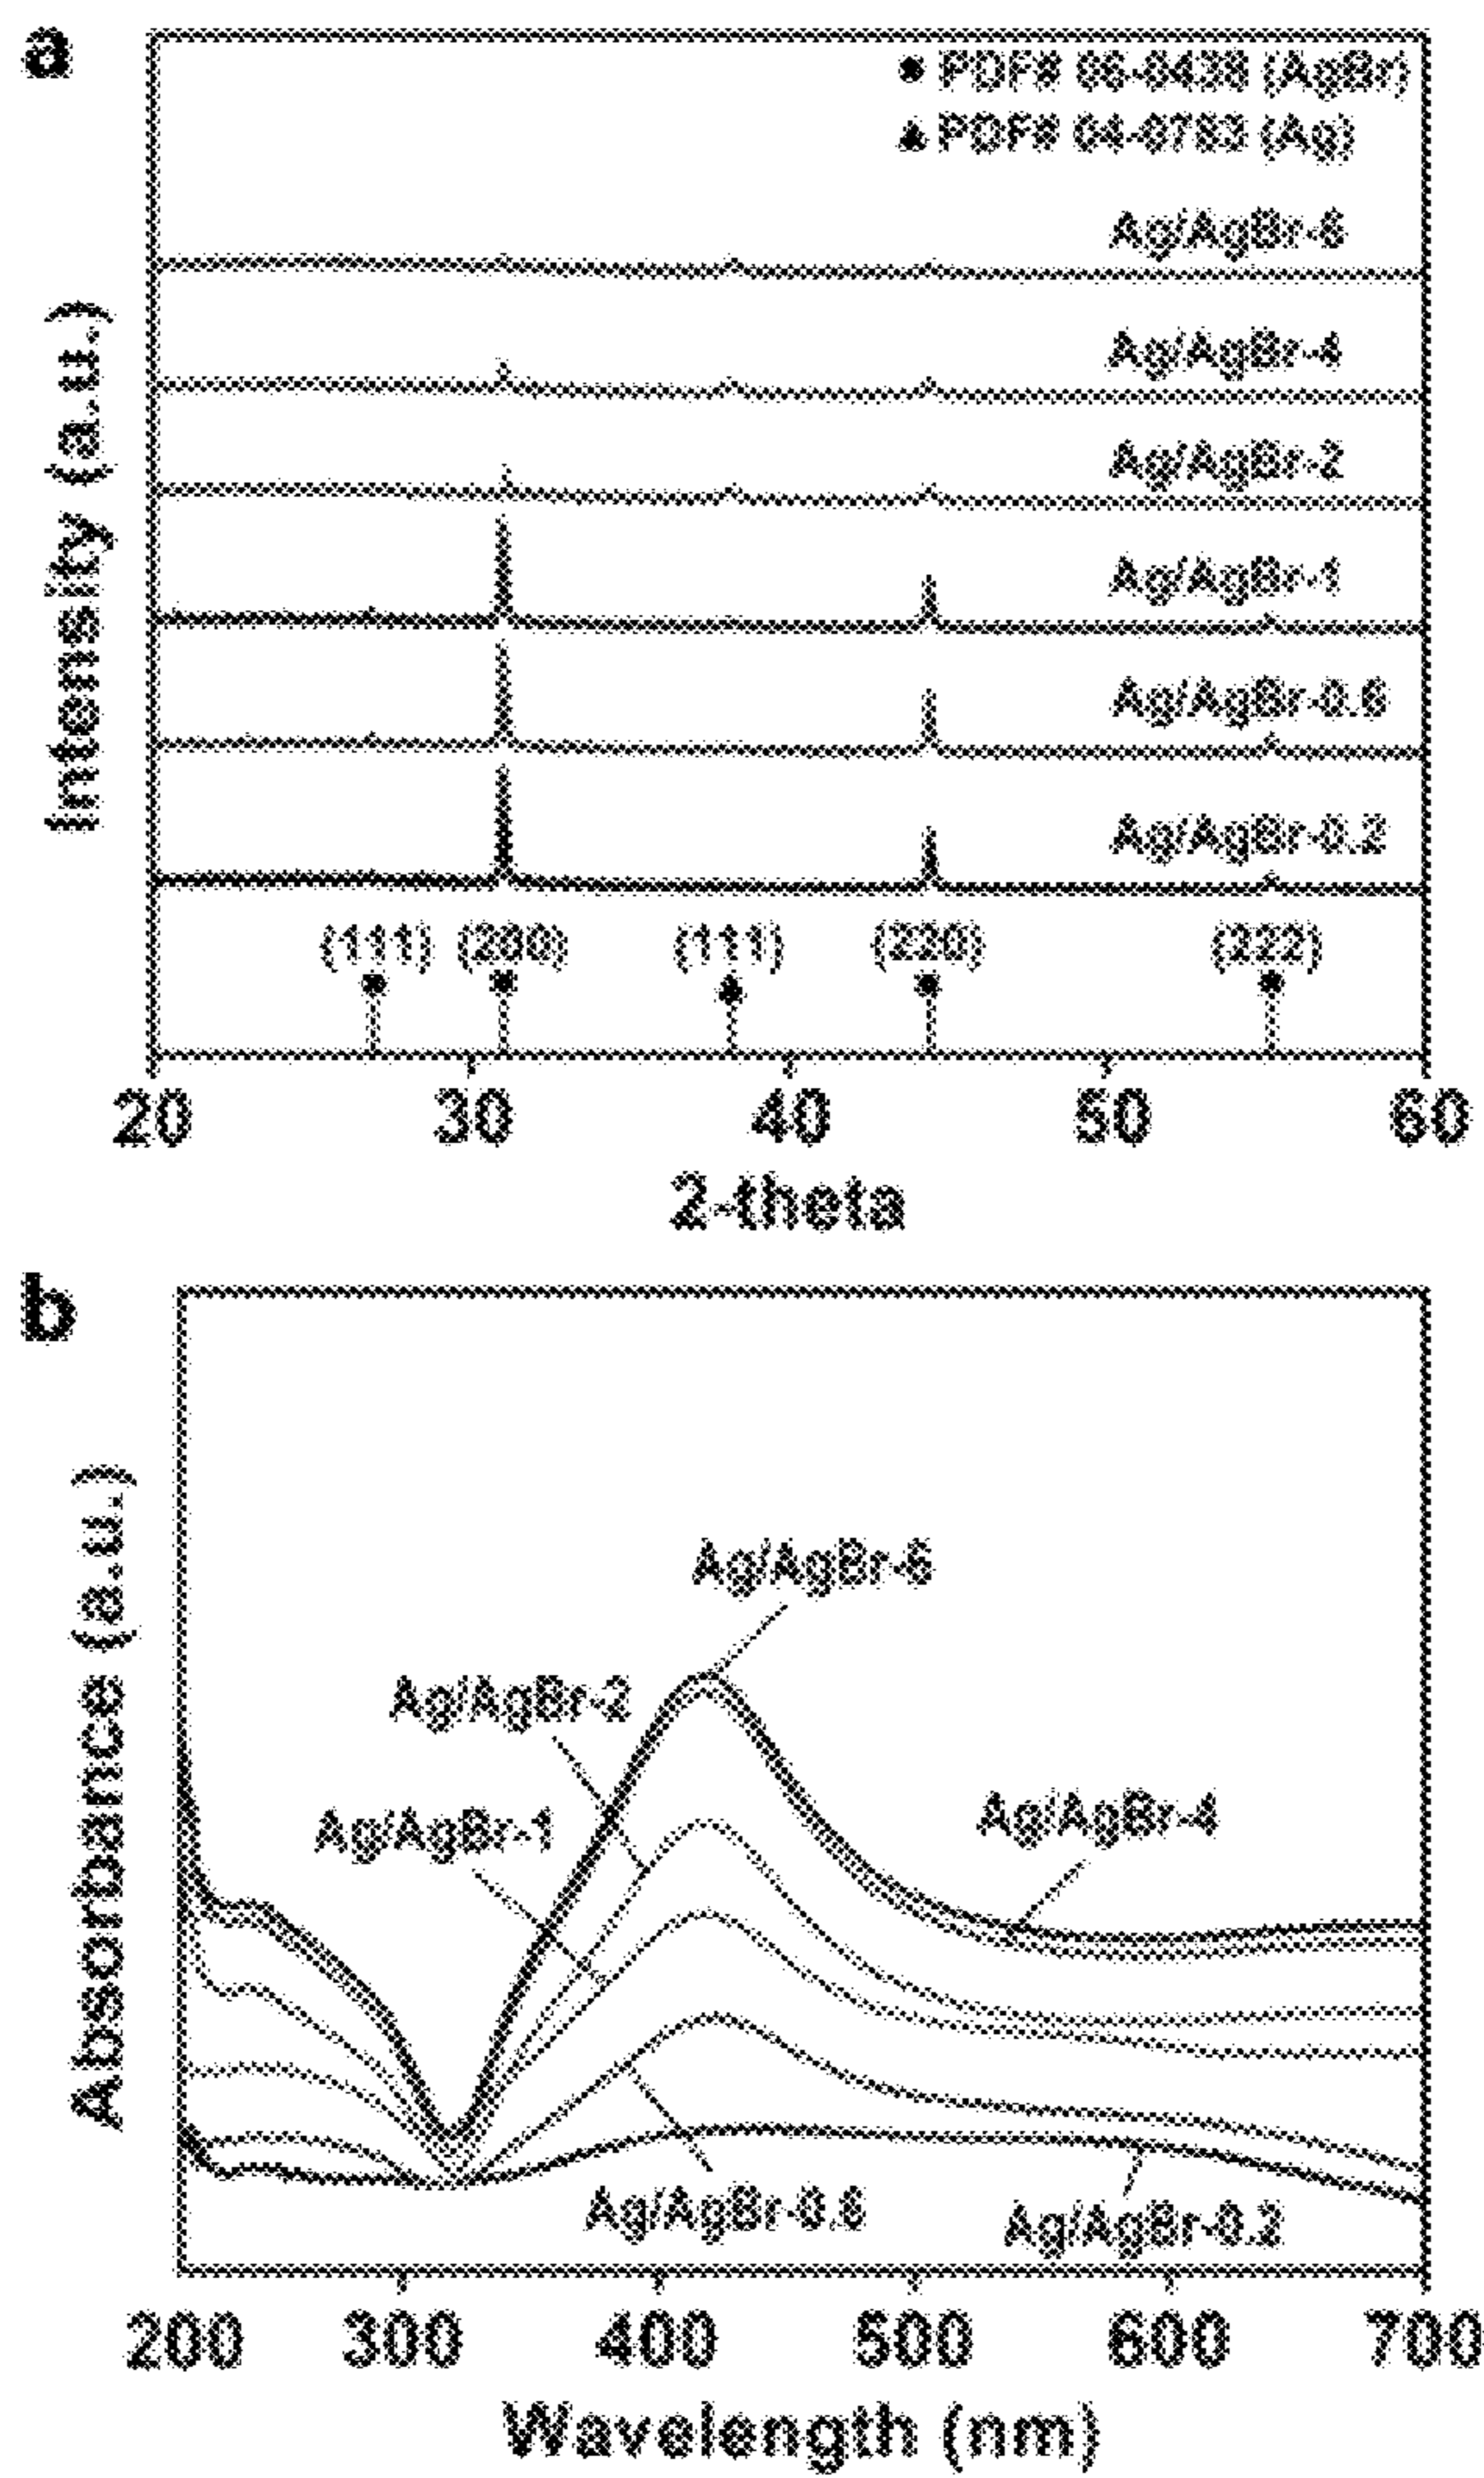 a
● PDF# 06-0438 (AgBr)
▲ PDF# 04-0783 (Ag)
Ag/AgBr-6
Ag/AgBr-4
Ag/AgBr-2
Ag/AgBr-1
Ag/AgBr-0.6
Ag/AgBr-0.2
Intensity (a.u.)
(111) (200) (111) (220) (222)
20 30 40 50 60
2-theta
b
Ag/AgBr-6
Ag/AgBr-2
Ag/AgBr-4
Ag/AgBr-1
Ag/AgBr-0.6
Ag/AgBr-0.2
Absorbance (a.u.)
200 300 400 500 600 700
Wavelength (nm)